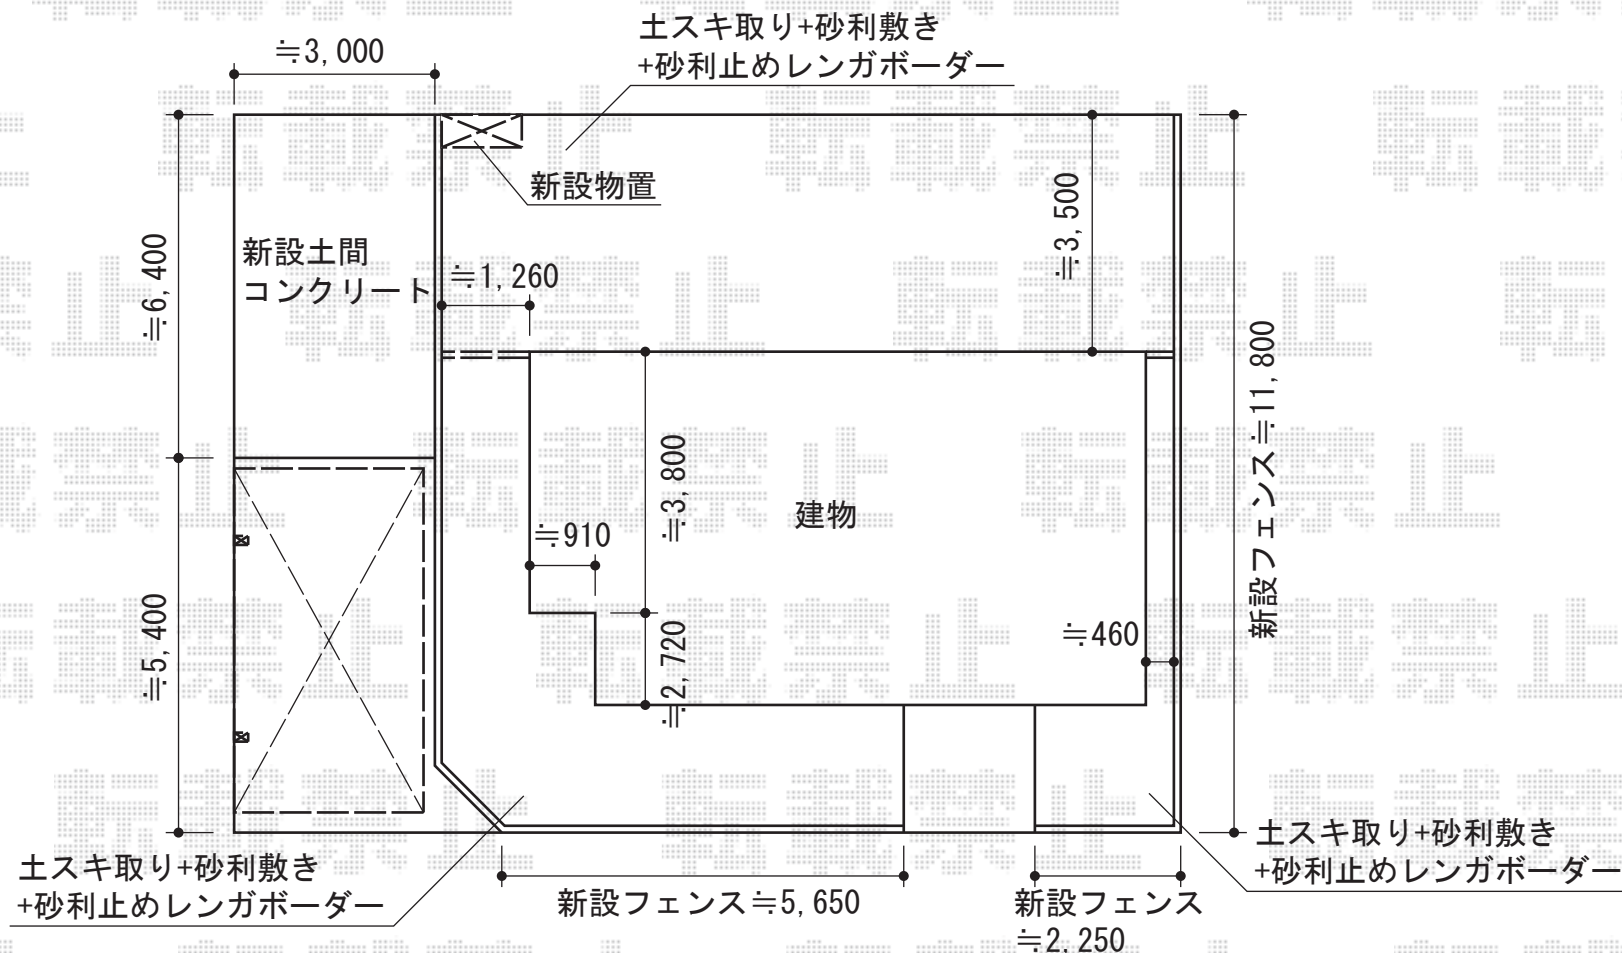 土スキ取り+砂利敷き
+砂利止めレンガボーダー
≒3,000
新設物置
≒3,500
新設土間
コンクリート
≒1,260
≒6,400
新設フェンス≒11,800
≒3,800
建物
≒910
≒5,400
≒2,720
≒460
土スキ取り+砂利敷き
+砂利止めレンガボーダー
土スキ取り+砂利敷き
+砂利止めレンガボーダー
新設フェンス≒5,650
新設フェンス
≒2,250
転載禁止